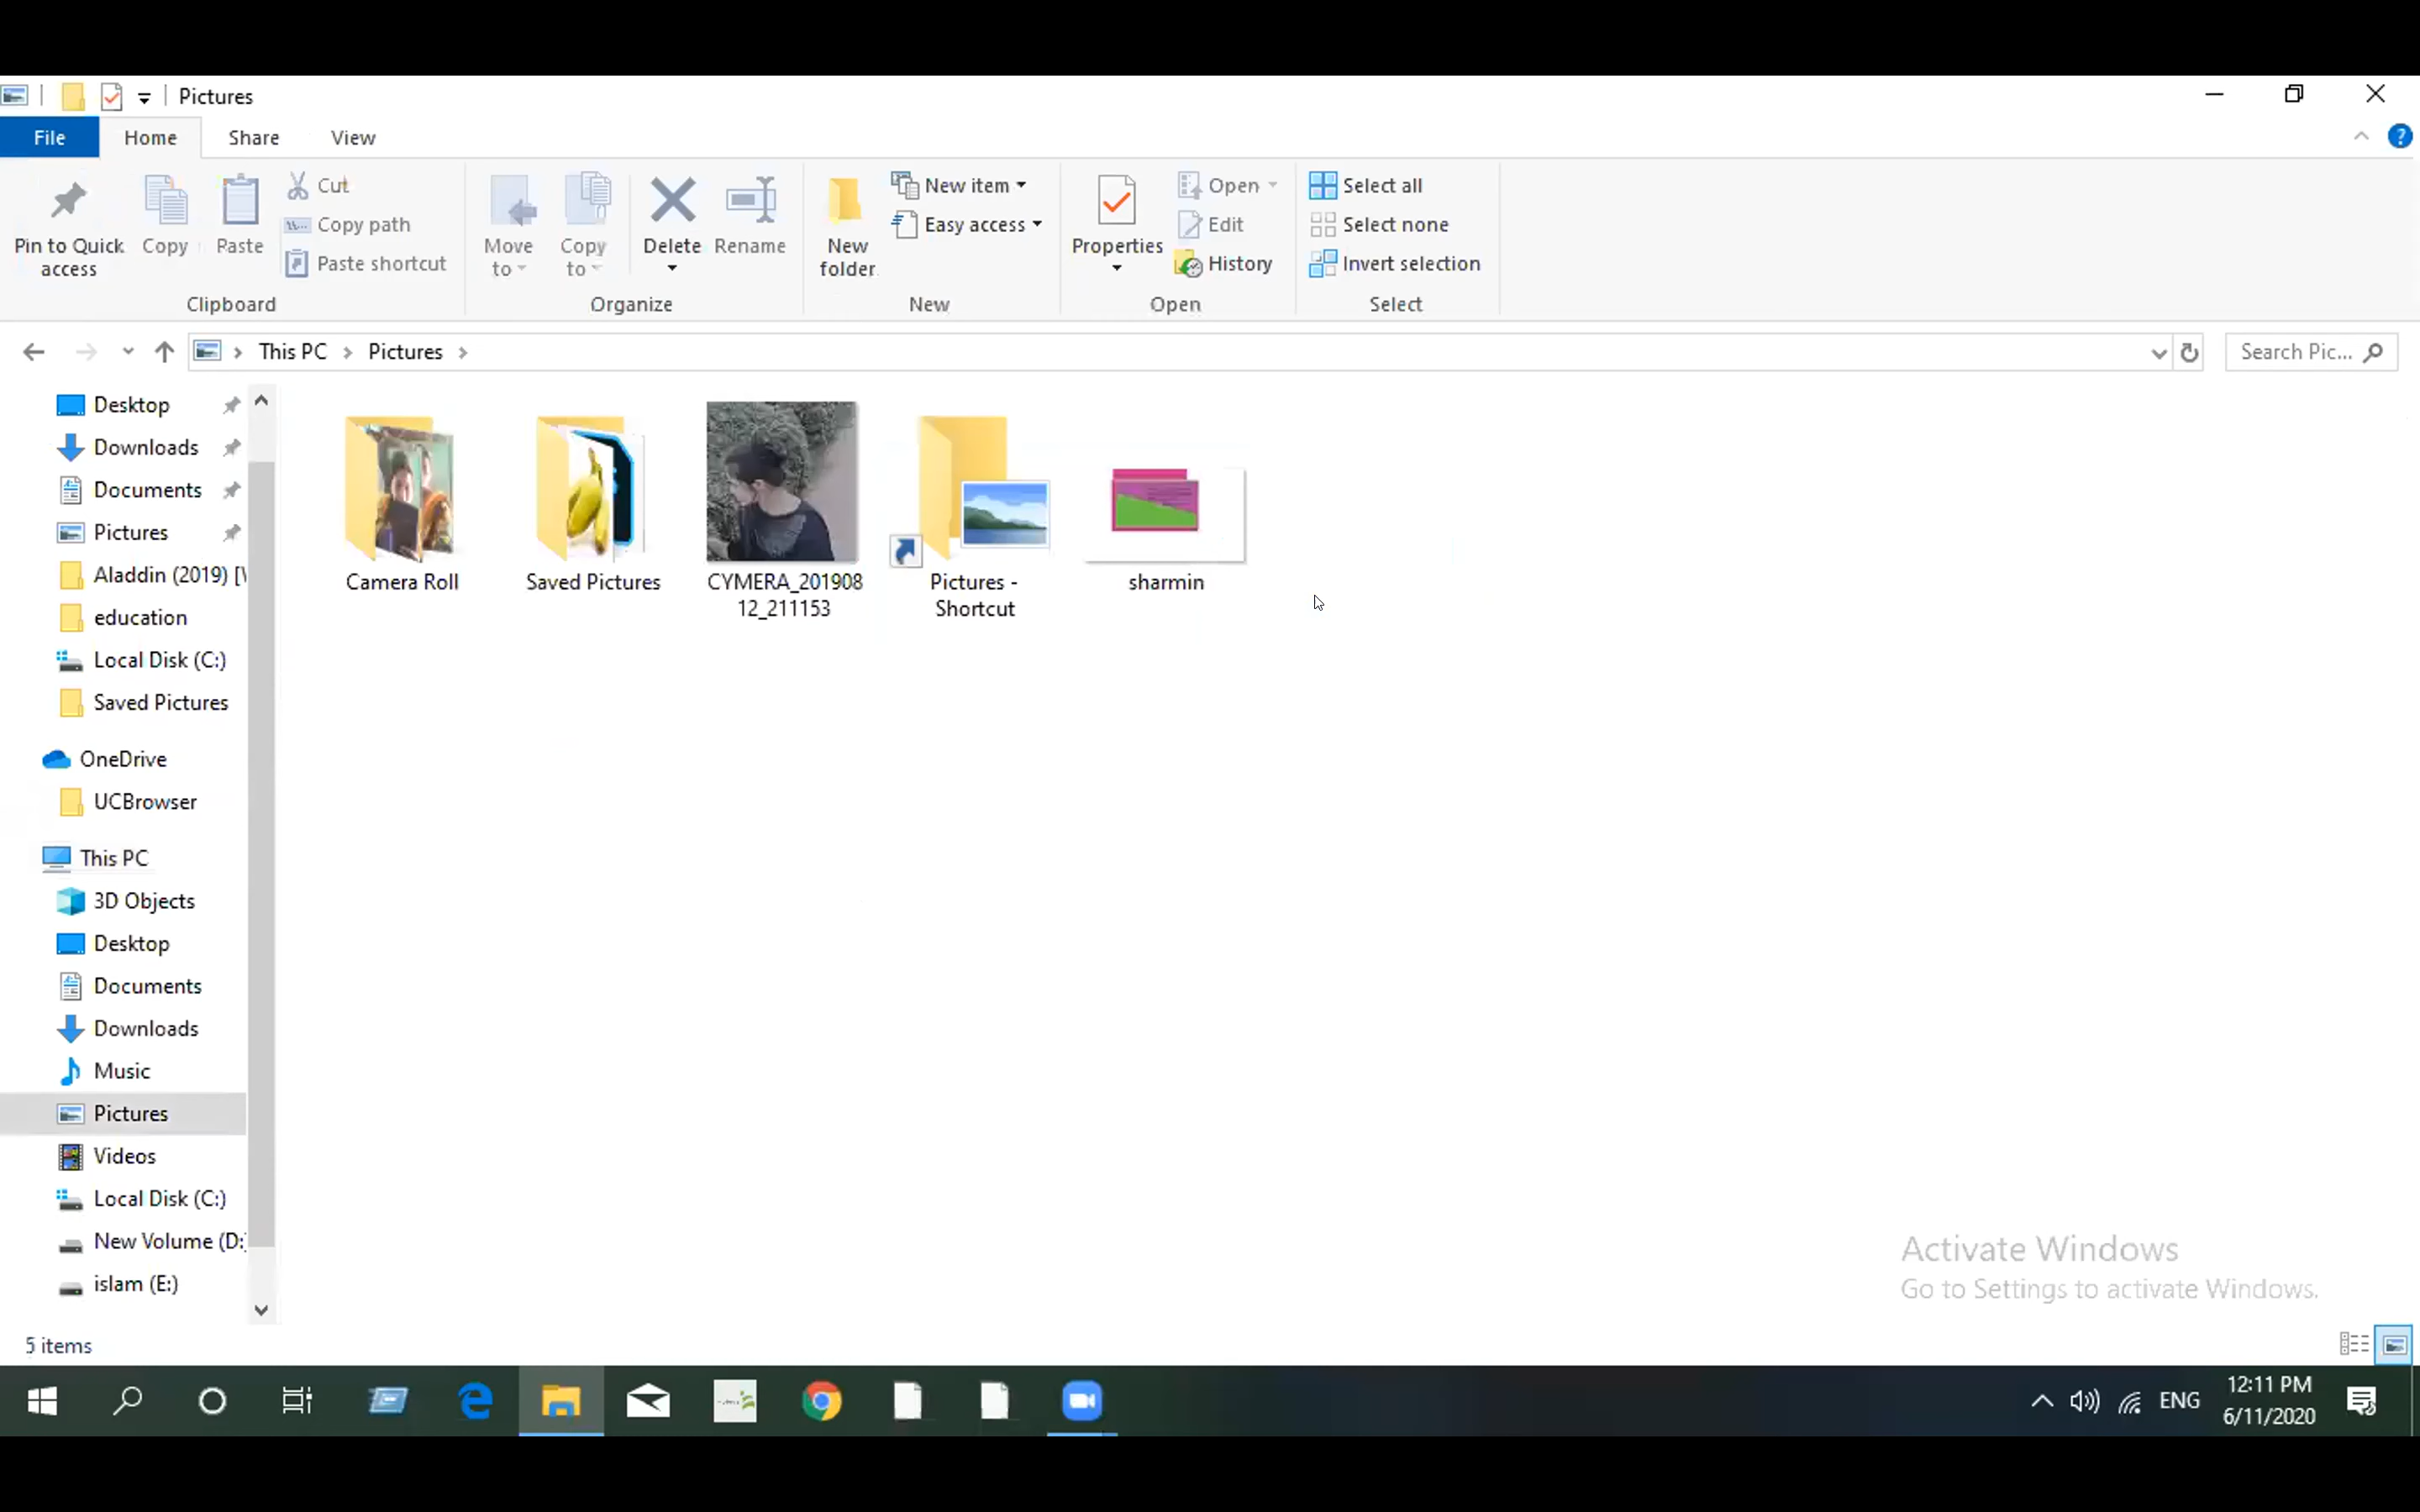 Pictures
File Home Share View
Pin to Quick access
Copy
Paste
Cut
Copy path
Paste shortcut
Clipboard
Move to
Copy to
Delete
Rename
Organize
New folder
New item
Easy access
New
Properties
Open
Edit
History
Open
Select all
Select none
Invert selection
Select
This PC Pictures
Search Pic...
Desktop
Downloads
Documents
Pictures
Aladdin (2019) [
education
Local Disk (C:)
Saved Pictures
OneDrive
UCBrowser
This PC
3D Objects
Desktop
Documents
Downloads
Music
Pictures
Videos
Local Disk (C:)
New Volume (D:
islam (E:)
Camera Roll
Saved Pictures
CYMERA_201908
12_211153
Pictures -
Shortcut
sharmin
Activate Windows
Go to Settings to activate Windows.
5 items
ENG
12:11 PM
6/11/2020